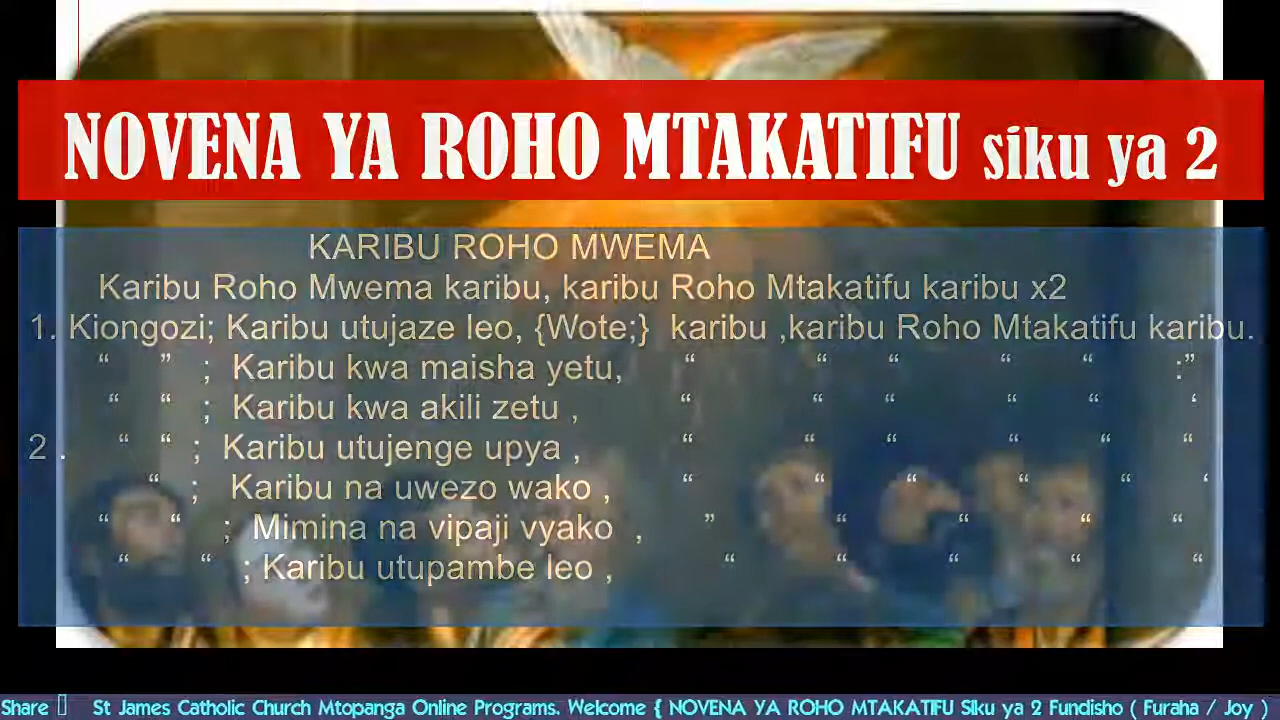 NOVENA YA ROHO MTAKATIFU siku ya 2
KARIBU ROHO MWEMA
Karibu Roho Mwema karibu, karibu Roho Mtakatifu karibu x2
1. Kiongozi; Karibu utujaze leo, {Wote;} karibu ,karibu Roho Mtakatifu karibu.
“ ” ; Karibu kwa maisha yetu, “ “ “ “ “ :”
“ “ ; Karibu kwa akili zetu , “ “ “ “ “ ‘
2 . “ “ ; Karibu utujenge upya , “ “ “ “ “ “
“ ; Karibu na uwezo wako , “ “ “ “ “ ‘
“ “ ; Mimina na vipaji vyako , ” “ “ “ “
“ “ ; Karibu utupambe leo , “ “ “ “ “
Share St James Catholic Church Mtopanga Online Programs. Welcome { NOVENA YA ROHO MTAKATIFU Siku ya 2 Fundisho ( Furaha / Joy )